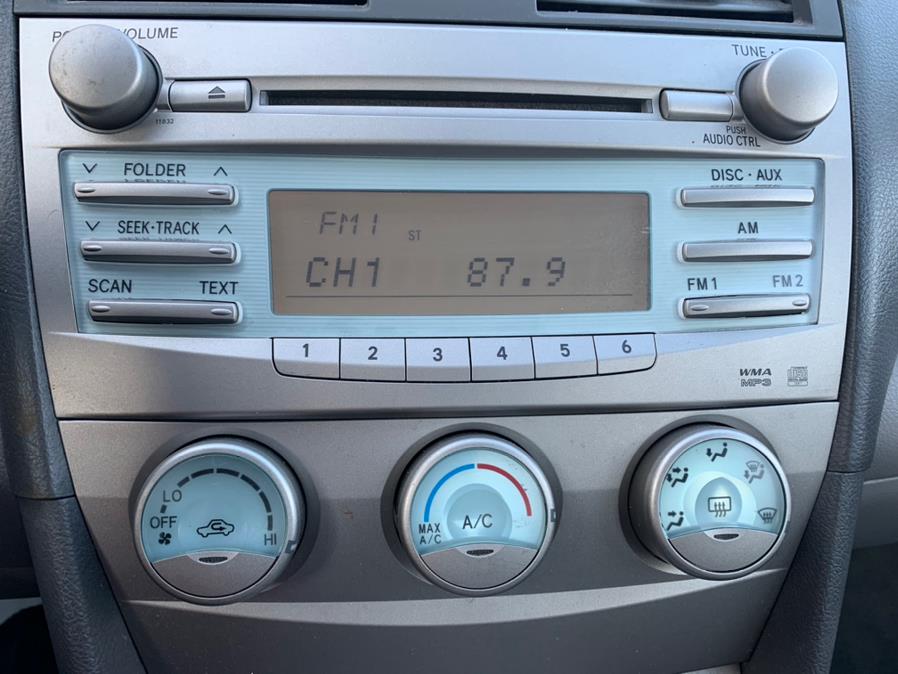 VOLUME
TUNE
11832
PUSH
AUDIO CTRL
FOLDER
SEEK·TRACK
SCAN TEXT
FM1
ST
CH1 87.9
DISC·AUX
AM
FM1 FM2
1 2 3 4 5 6
WMA
MP3
LO
OFF
HI
MAX
A/C
A/C